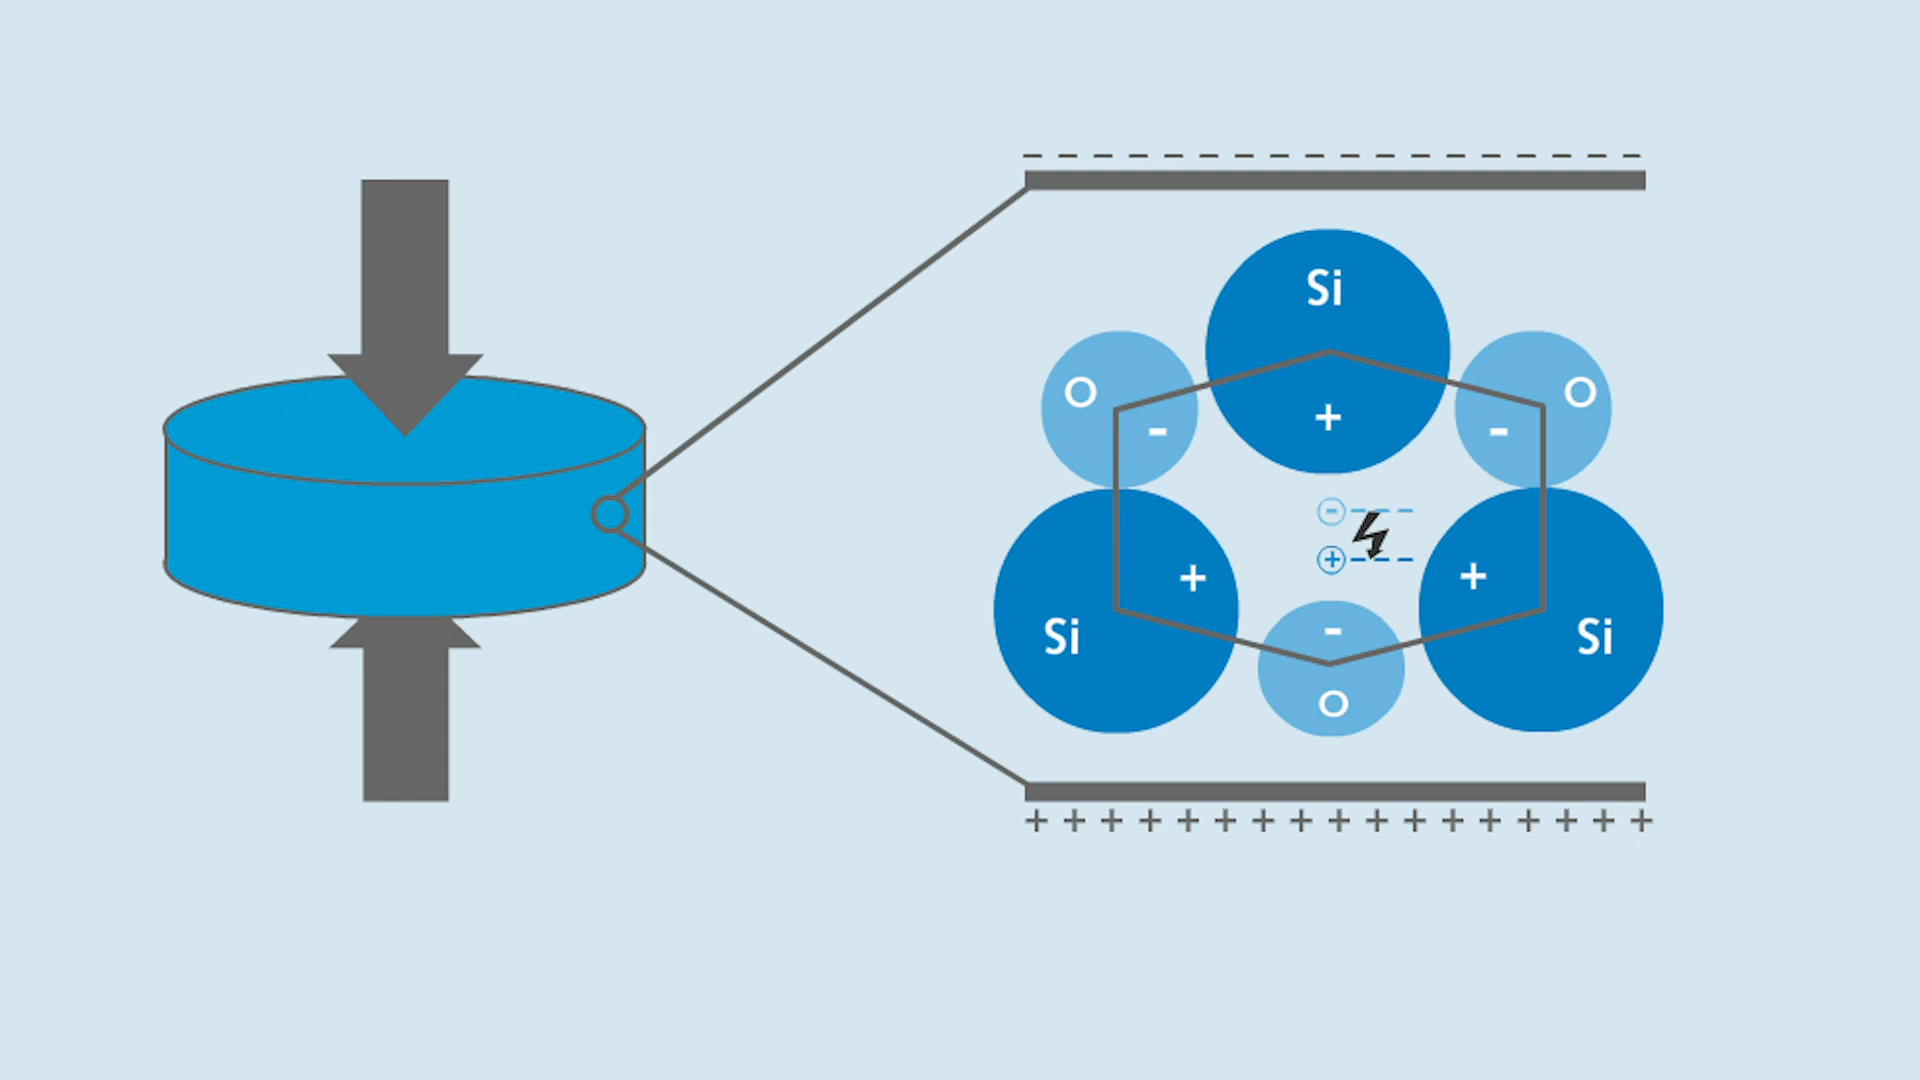 - - - - - - - - - - - - - - - - - -
Si
O O
+
- -
- 
+
+ +
-
Si Si
O
+ + + + + + + + + + + + + + + + +